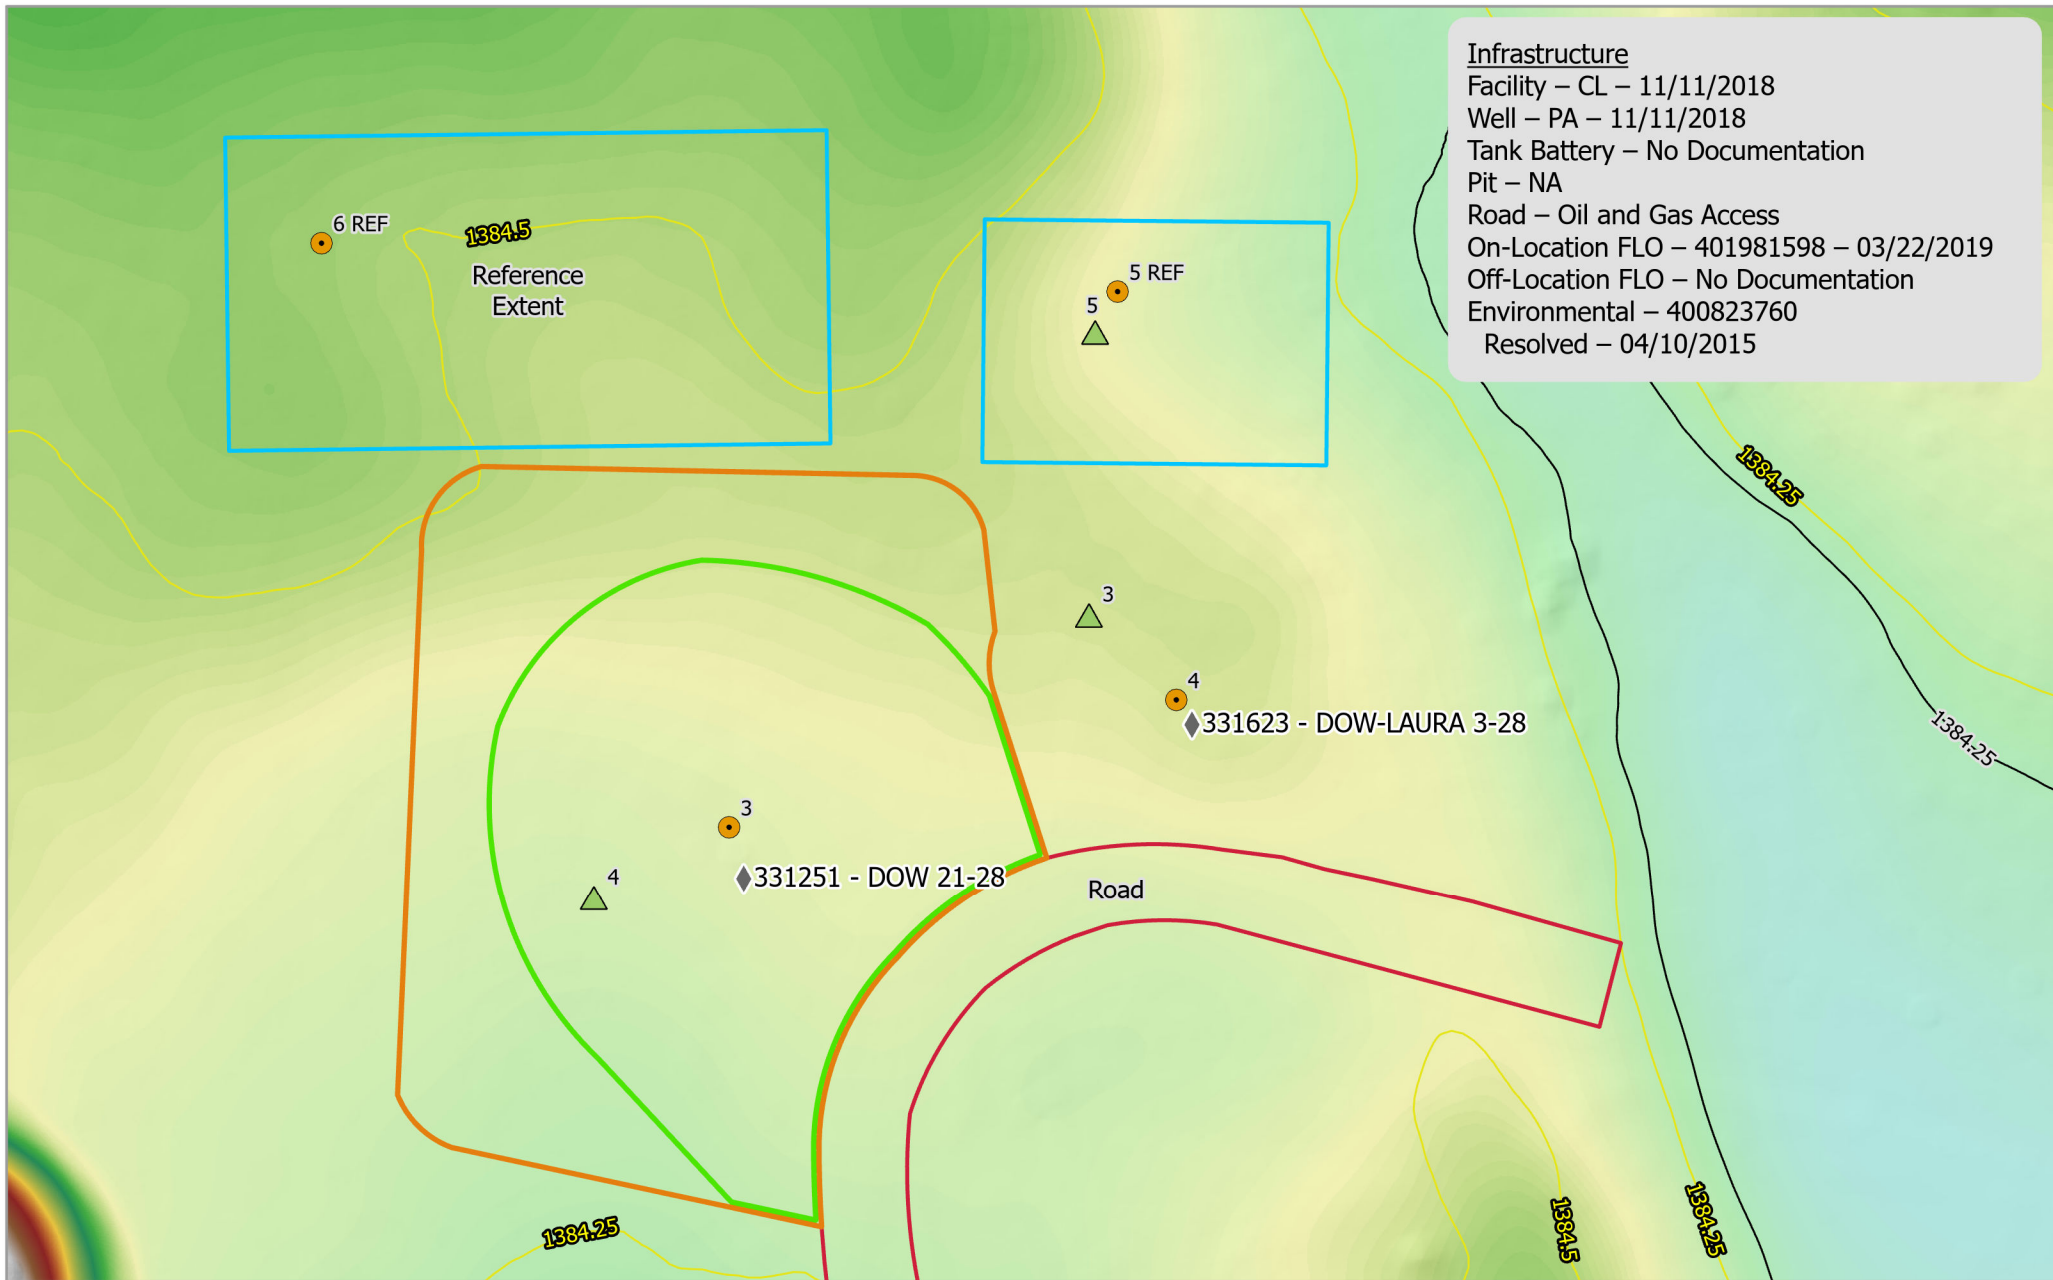 Infrastructure
Facility – CL – 11/11/2018
Well – PA – 11/11/2018
Tank Battery – No Documentation
Pit – NA
Road – Oil and Gas Access
On-Location FLO – 401981598 – 03/22/2019
Off-Location FLO – No Documentation
Environmental – 400823760
Resolved – 04/10/2015
6 REF
1384.5
Reference
Extent
5 REF
5
1384.25
3
4
331623 - DOW-LAURA 3-28
1384.25
3
331251 - DOW 21-28
4
Road
1384.25
1384.5
1384.25